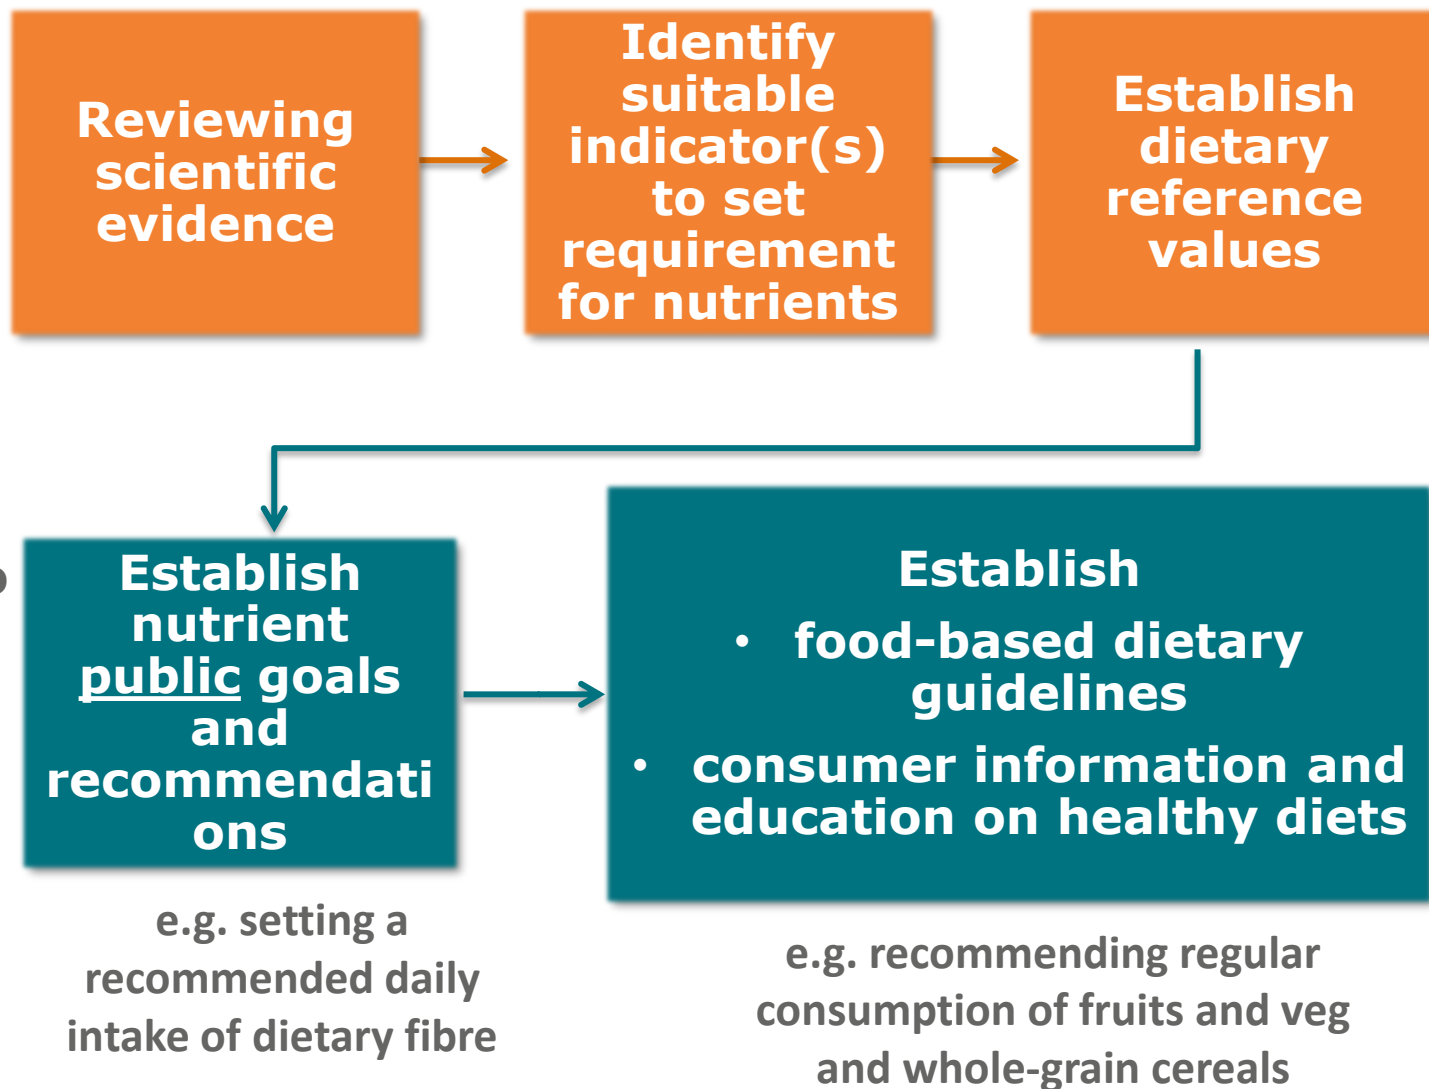 Reviewing
scientific
evidence
Identify
suitable
indicator(s)
to set
requirement
for nutrients
Establish
dietary
reference
values
Establish
nutrient
public goals
and
recommendati
ons
Establish
• food-based dietary
guidelines
• consumer information and
education on healthy diets
e.g. setting a
recommended daily
intake of dietary fibre
e.g. recommending regular
consumption of fruits and veg
and whole-grain cereals